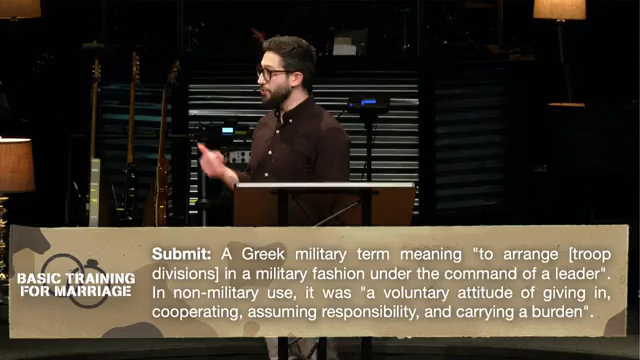 BASIC TRAINING
FOR MARRIAGE
Submit: A Greek military term meaning "to arrange [troop
divisions] in a military fashion under the command of a leader".
In non-military use, it was "a voluntary attitude of giving in,
cooperating, assuming responsibility, and carrying a burden".